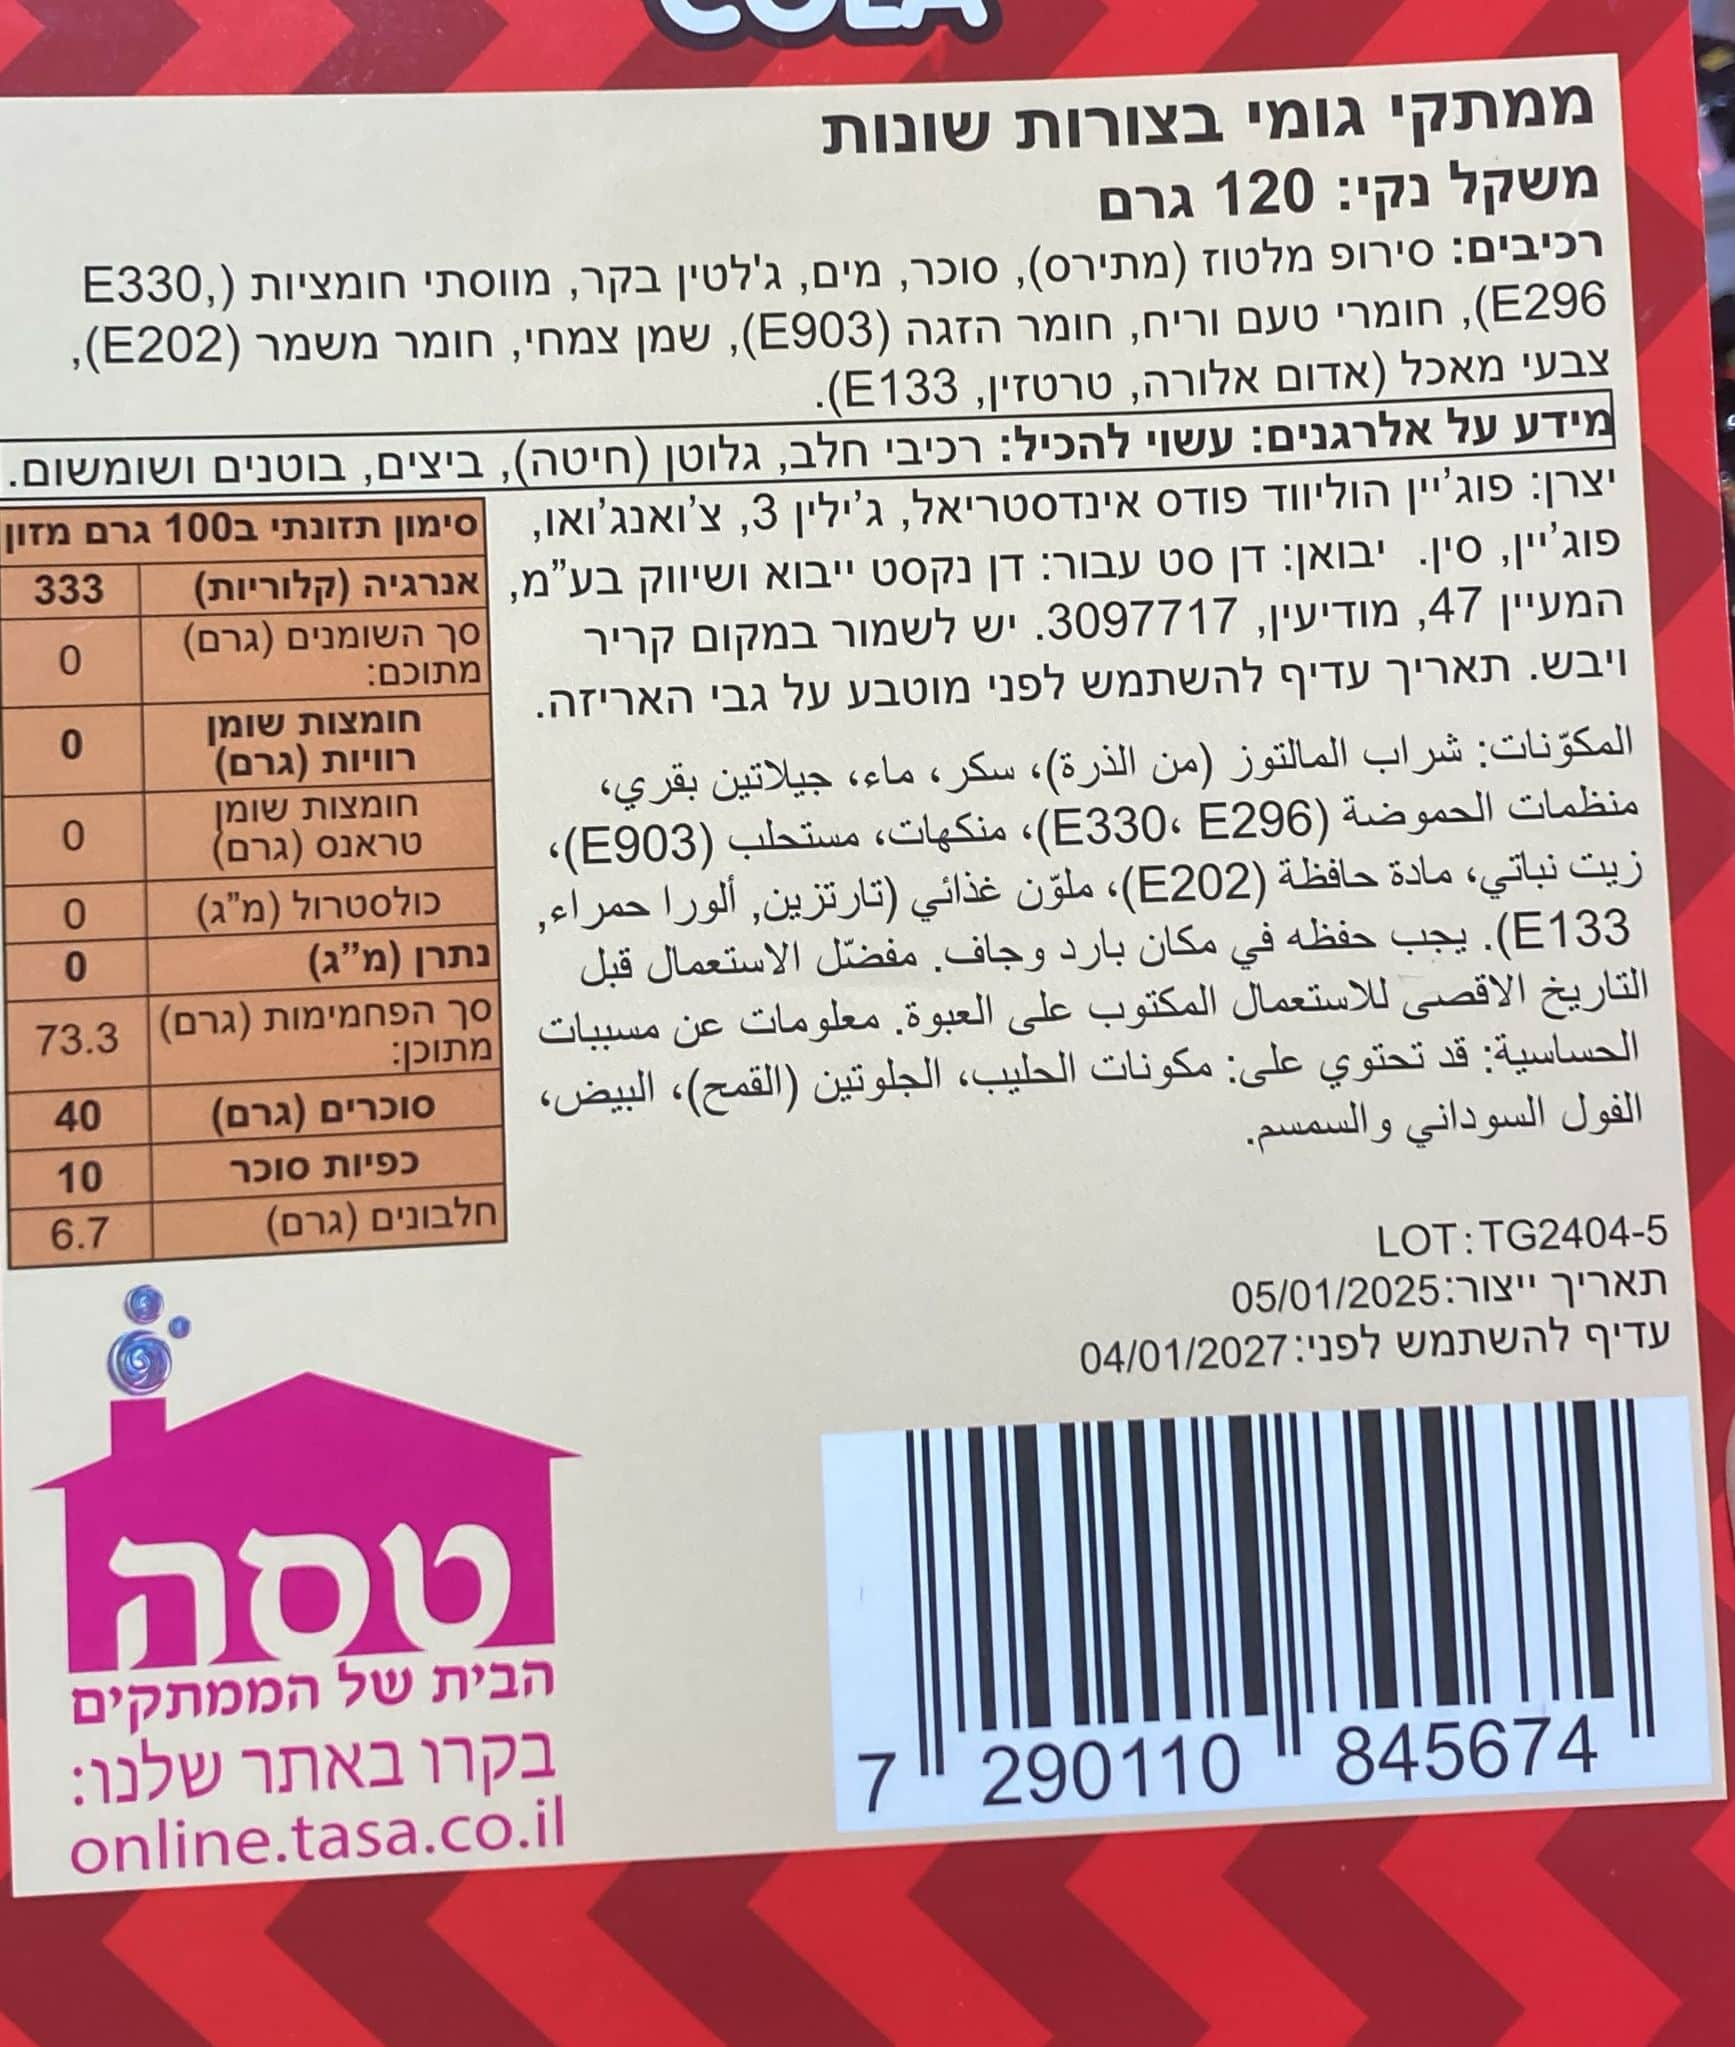 COLA
ממתקי גומי בצורות שונות
משקל נקי: 120 גרם
רכיבים: סירופ מלטוז (מתירס), סוכר, מים, ג'לטין בקר, מווסתי חומציות (E330,
E296), חומרי טעם וריח, חומר הזגה (E903), שמן צמחי, חומר משמר (E202),
צבעי מאכל (אדום אלורה, טרטזין, E133).
מידע על אלרגנים: עשוי להכיל: רכיבי חלב, גלוטן (חיטה), ביצים, בוטנים ושומשום.
יצרן: פוג'יין הוליווד פודס אינדסטריאל, ג'ילין 3, צ'ואנג'ואו,
פוג'יין, סין. יבואן: דן סט עבור: דן נקסט ייבוא ושיווק בע"מ,
המעיין 47, מודיעין, 3097717. יש לשמור במקום קריר
ויבש. תאריך עדיף להשתמש לפני מוטבע על גבי האריזה.
المكوّنات: شراب المالتوز (من الذرة)، سكر، ماء، جيلاتين بقري،
منظمات الحموضة (E330، E296)، منكهات، مستحلب (E903)،
زيت نباتي، مادة حافظة (E202)، ملوّن غذائي (تارتزين, ألورا حمراء,
E133). يجب حفظه في مكان بارد وجاف. مفضّل الاستعمال قبل
التاريخ الاقصى للاستعمال المكتوب على العبوة. معلومات عن مسببات
الحساسية: قد تحتوي على: مكونات الحليب، الجلوتين (القمح)، البيض،
الفول السوداني والسمسم.
סימון תזונתי ב100 גרם מזון
אנרגיה (קלוריות) 333
סך השומנים (גרם)
מתוכם: 0
חומצות שומן
רוויות (גרם) 0
חומצות שומן
טראנס (גרם) 0
כולסטרול (מ"ג) 0
נתרן (מ"ג) 0
סך הפחמימות (גרם)
מתוכן: 73.3
סוכרים (גרם) 40
כפיות סוכר 10
חלבונים (גרם) 6.7
LOT:TG2404-5
תאריך ייצור:05/01/2025
עדיף להשתמש לפני:04/01/2027
טסה
הבית של הממתקים
בקרו באתר שלנו:
online.tasa.co.il
7 290110 845674